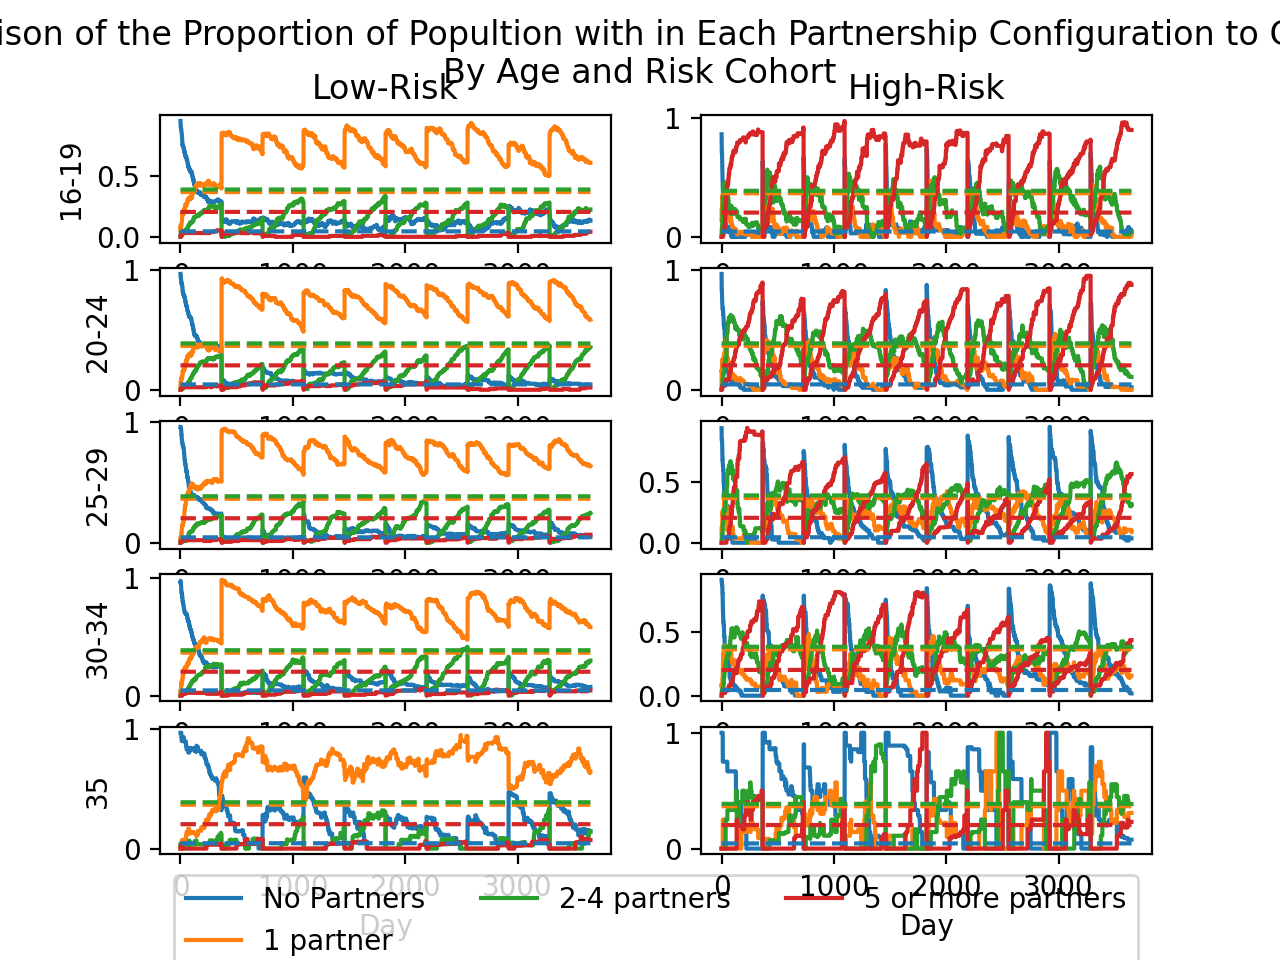 ison of the Proportion of Popultion with in Each Partnership Configuration to
By Age and Risk Cohort
Low-Risk
High-Risk
16-19
0.5
0.0
1
0
20-24
1
0
1
0
25-29
1
0
0.5
0.0
30-34
1
0
0.5
0.0
35
1
0
1
0
0 1000 2000 3000
0 1000 2000 3000
Day
Day
No Partners
2-4 partners
5 or more partners
1 partner